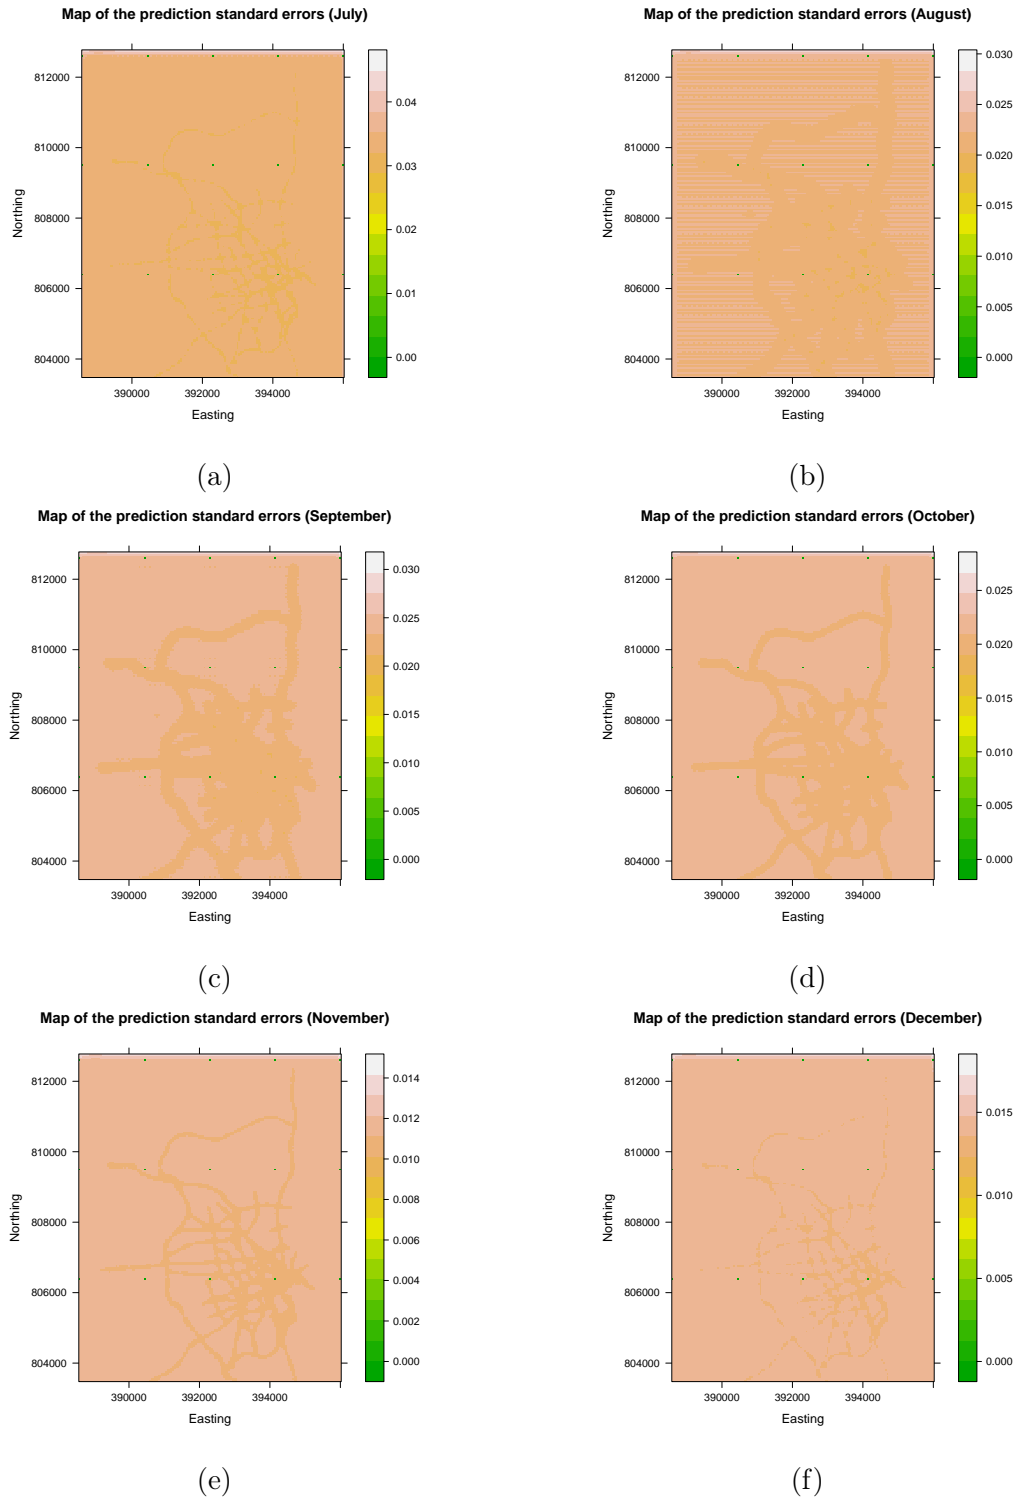 Map of the prediction standard errors (July)
812000
810000
808000
806000
804000
Northing
390000 392000 394000
Easting
0.04
0.03
0.02
0.01
0.00
(a)
Map of the prediction standard errors (August)
812000
810000
808000
806000
804000
Northing
390000 392000 394000
Easting
0.030
0.025
0.020
0.015
0.010
0.005
0.000
(b)
Map of the prediction standard errors (September)
812000
810000
808000
806000
804000
Northing
390000 392000 394000
Easting
0.030
0.025
0.020
0.015
0.010
0.005
0.000
(c)
Map of the prediction standard errors (October)
812000
810000
808000
806000
804000
Northing
390000 392000 394000
Easting
0.025
0.020
0.015
0.010
0.005
0.000
(d)
Map of the prediction standard errors (November)
812000
810000
808000
806000
804000
Northing
390000 392000 394000
Easting
0.014
0.012
0.010
0.008
0.006
0.004
0.002
0.000
(e)
Map of the prediction standard errors (December)
812000
810000
808000
806000
804000
Northing
390000 392000 394000
Easting
0.015
0.010
0.005
0.000
(f)